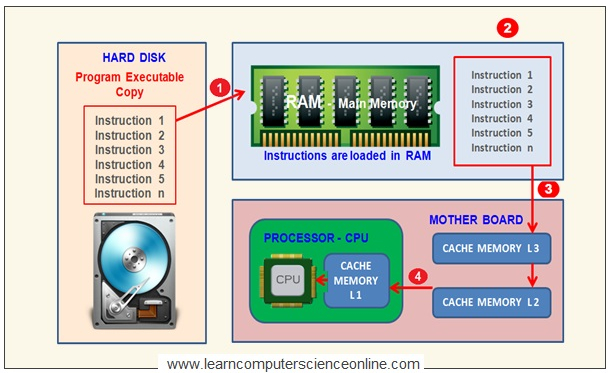 HARD DISK
Program Executable
Copy
Instruction 1
Instruction 2
Instruction 3
Instruction 4
Instruction 5
Instruction n
1
RAM - Main Memory
Instructions are loaded in RAM
2
Instruction 1
Instruction 2
Instruction 3
Instruction 4
Instruction 5
Instruction n
3
MOTHER BOARD
PROCESSOR - CPU
CPU
CACHE
MEMORY
L1
4
CACHE MEMORY L3
CACHE MEMORY L2
www.learncomputerscienceonline.com